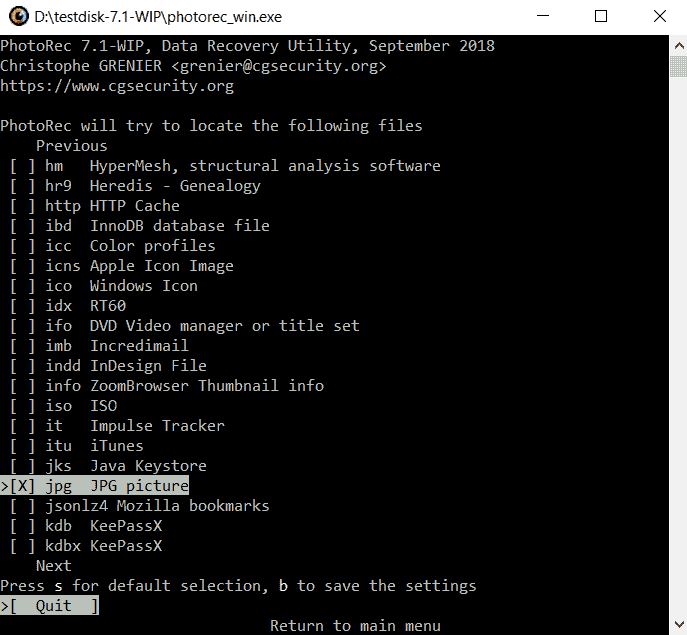 D:\testdisk-7.1-WIP\photorec_win.exe
PhotoRec 7.1-WIP, Data Recovery Utility, September 2018
Christophe GRENIER <grenier@cgsecurity.org>
https://www.cgsecurity.org
PhotoRec will try to locate the following files
Previous
[ ] hm   HyperMesh, structural analysis software
[ ] hr9  Heredis - Genealogy
[ ] http HTTP Cache
[ ] ibd  InnoDB database file
[ ] icc  Color profiles
[ ] icns Apple Icon Image
[ ] ico  Windows Icon
[ ] idx  RT60
[ ] ifo  DVD Video manager or title set
[ ] imb  Incredimail
[ ] indd InDesign File
[ ] info ZoomBrowser Thumbnail info
[ ] iso  ISO
[ ] it   Impulse Tracker
[ ] itu  iTunes
[ ] jks  Java Keystore
>[X] jpg  JPG picture
[ ] jsonlz4 Mozilla bookmarks
[ ] kdb  KeePassX
[ ] kdbx KeePassX
Next
Press s for default selection, b to save the settings
>[  Quit  ]
Return to main menu